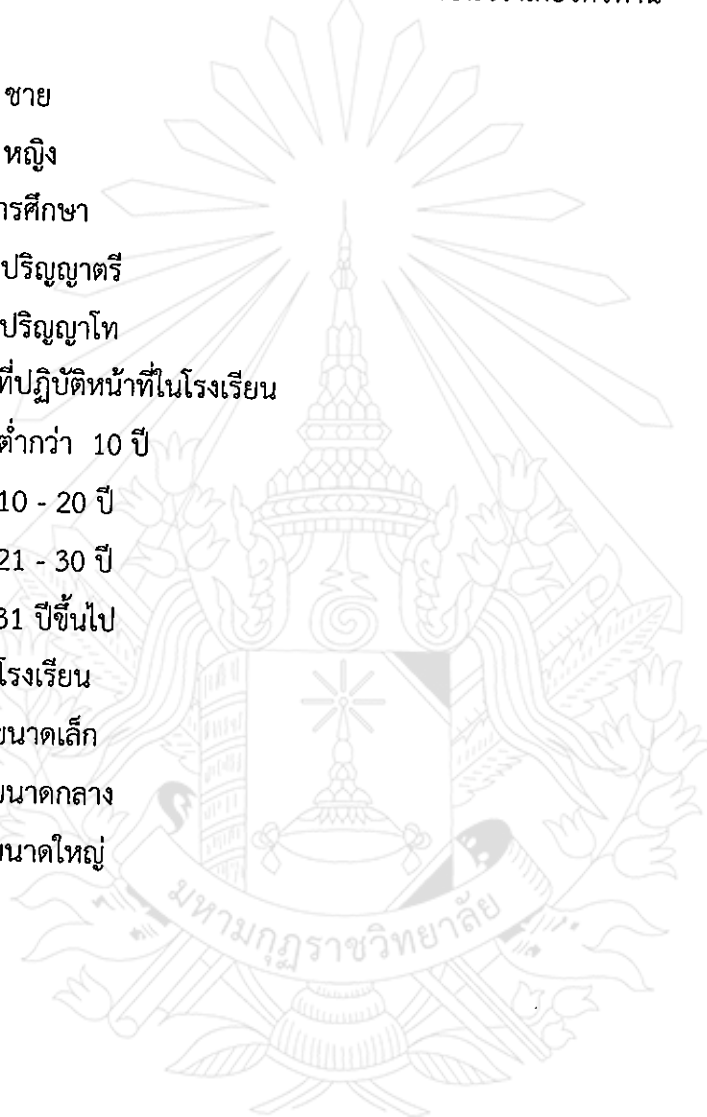 ชาย
หญิง
ารศึกษา
ปริญญาตรี
ปริญญาโท
ที่ปฏิบัติหน้าที่ในโรงเรียน
ต่ำกว่า 10 ปี
10 - 20 ปี
21 - 30 ปี
31 ปีขึ้นไป
โรงเรียน
ขนาดเล็ก
ขนาดกลาง
ขนาดใหญ่
มหามกุฏราชวิทยาลัย